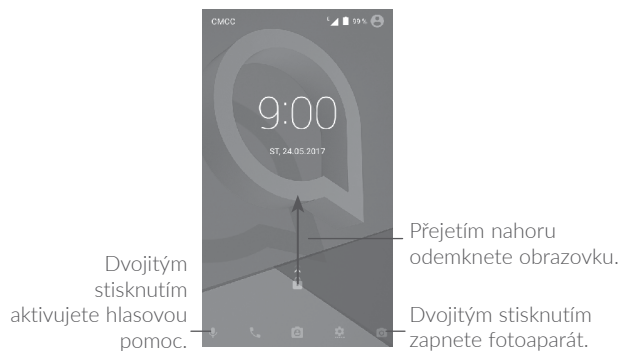 CMCC
99 %
9:00
ST, 24.05.2017
Přejetím nahoru
odemknete obrazovku.
Dvojitým
stisknutím
aktivujete hlasovou
pomoc.
Dvojitým stisknutím
zapnete fotoaparát.